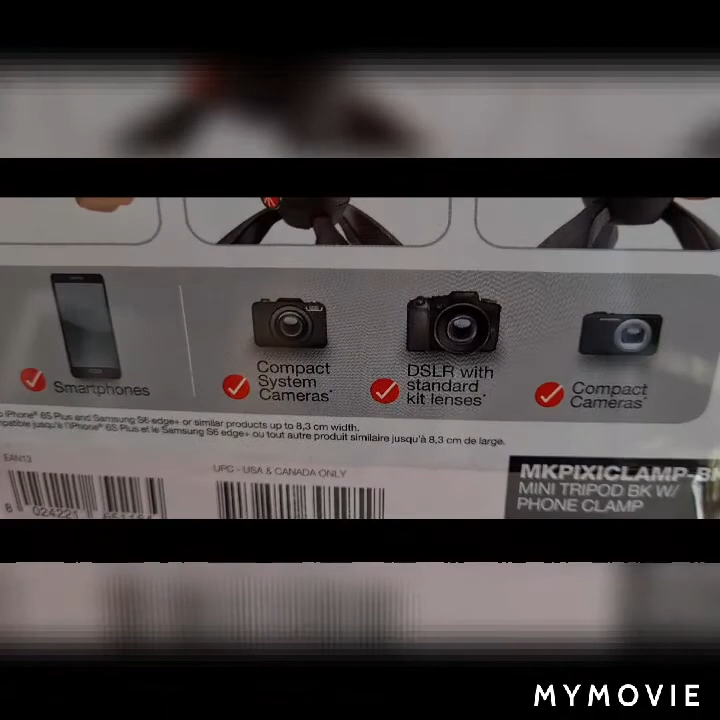 Smartphones
Compact
System
Cameras*
DSLR with
standard
kit lenses*
Compact
Cameras*
iPhone® 6S Plus and Samsung S6 edge+ or similar products up to 8,3 cm width.
jusqu'à l'iPhone® 6S Plus et le Samsung S6 edge+ ou tout autre produit similaire jusqu'à 8,3 cm de large.
EAN13
UPC - USA & CANADA ONLY
8 024221
MKPIXICLAMP-BK
MINI TRIPOD BK W/
PHONE CLAMP
MYMOVIE